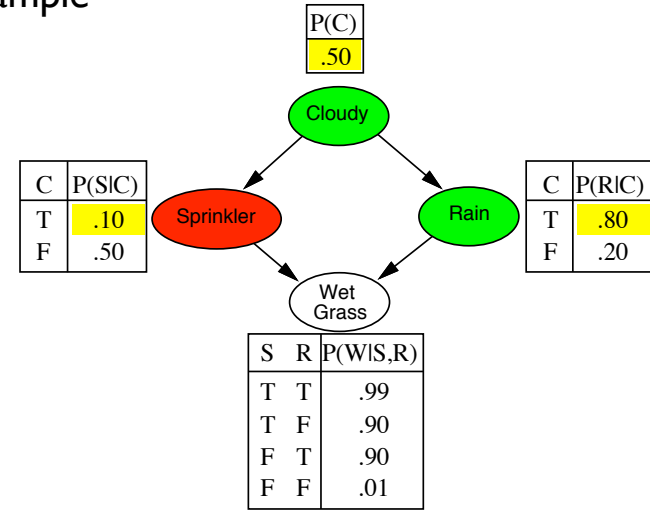 ample
P(C)
.50
Cloudy
C P(S|C)
T .10
F .50
Sprinkler
Rain
C P(R|C)
T .80
F .20
Wet
Grass
S R P(W|S,R)
T T .99
T F .90
F T .90
F F .01